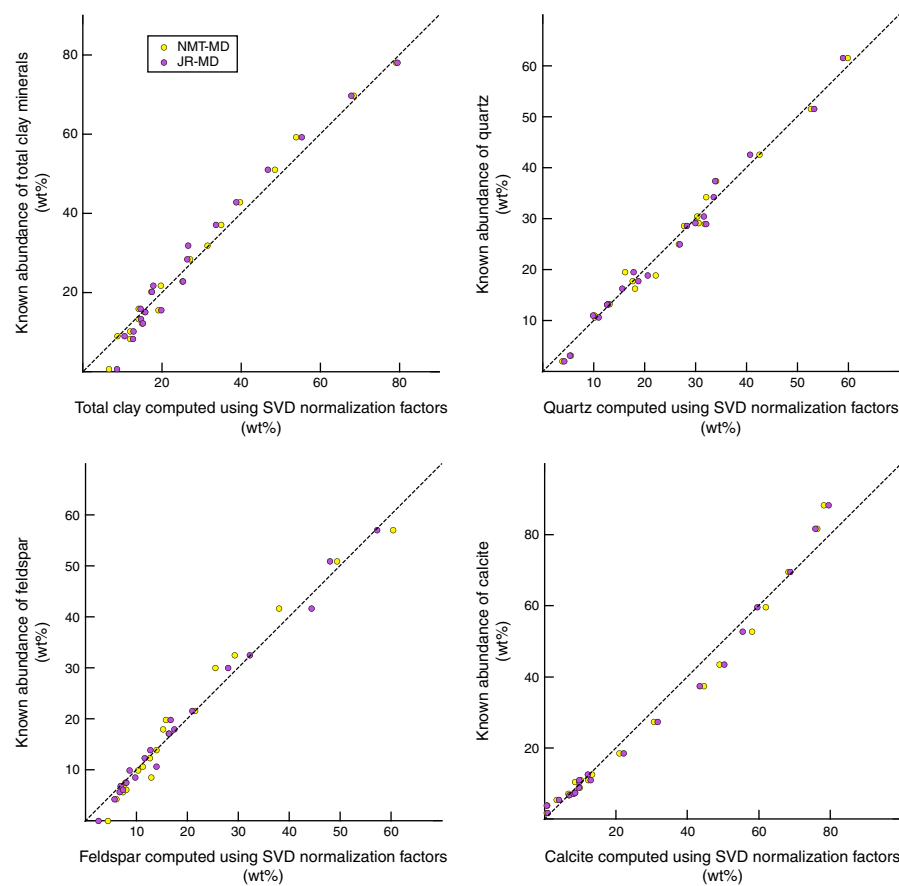 NMT-MD
JR-MD
Known abundance of total clay minerals
(wt%)
80
60
40
20
20
40
60
80
Total clay computed using SVD normalization factors
(wt%)
Known abundance of quartz
(wt%)
60
50
40
30
20
10
10
20
30
40
50
60
Quartz computed using SVD normalization factors
(wt%)
Known abundance of feldspar
(wt%)
60
50
40
30
20
10
10
20
30
40
50
60
Feldspar computed using SVD normalization factors
(wt%)
Known abundance of calcite
(wt%)
80
60
40
20
20
40
60
80
Calcite computed using SVD normalization factors
(wt%)